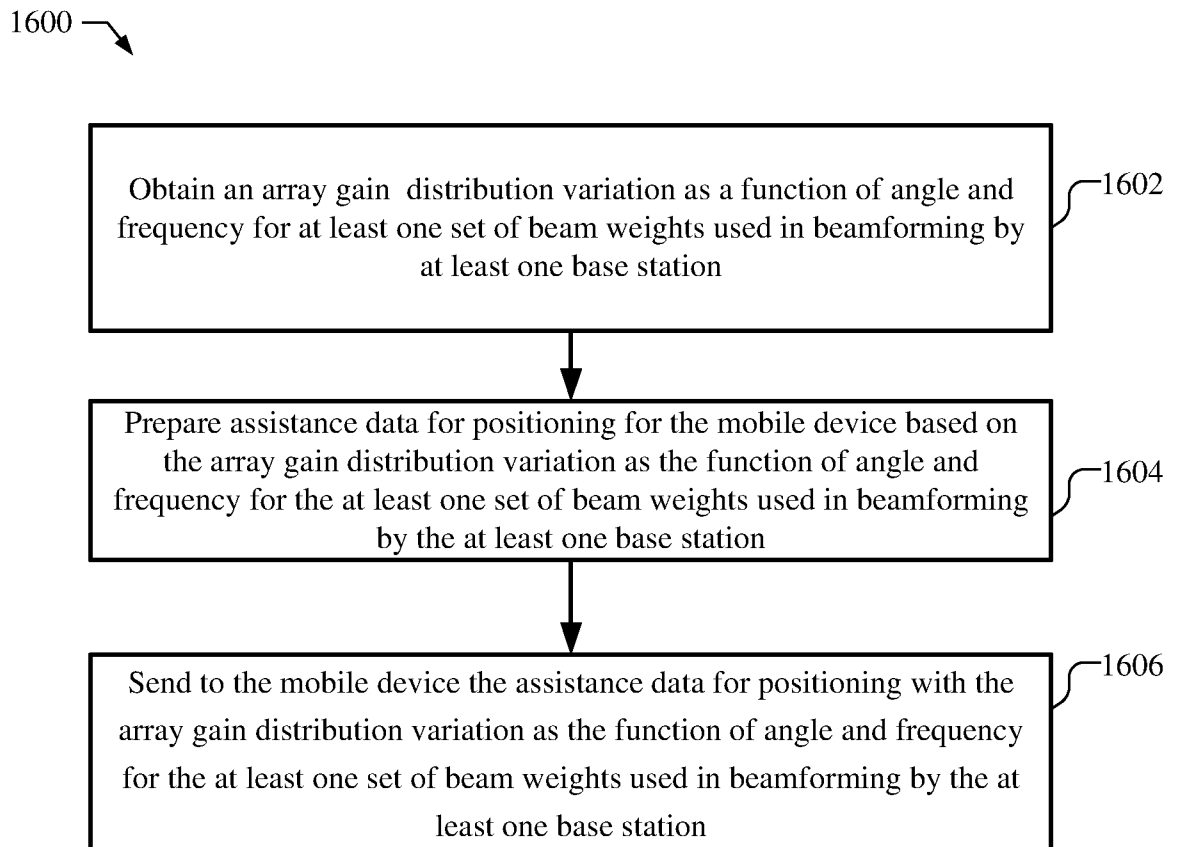 1600
Obtain an array gain distribution variation as a function of angle and
frequency for at least one set of beam weights used in beamforming by
at least one base station
1602
Prepare assistance data for positioning for the mobile device based on
the array gain distribution variation as the function of angle and
frequency for the at least one set of beam weights used in beamforming
by the at least one base station
1604
Send to the mobile device the assistance data for positioning with the
array gain distribution variation as the function of angle and frequency
for the at least one set of beam weights used in beamforming by the at
least one base station
1606